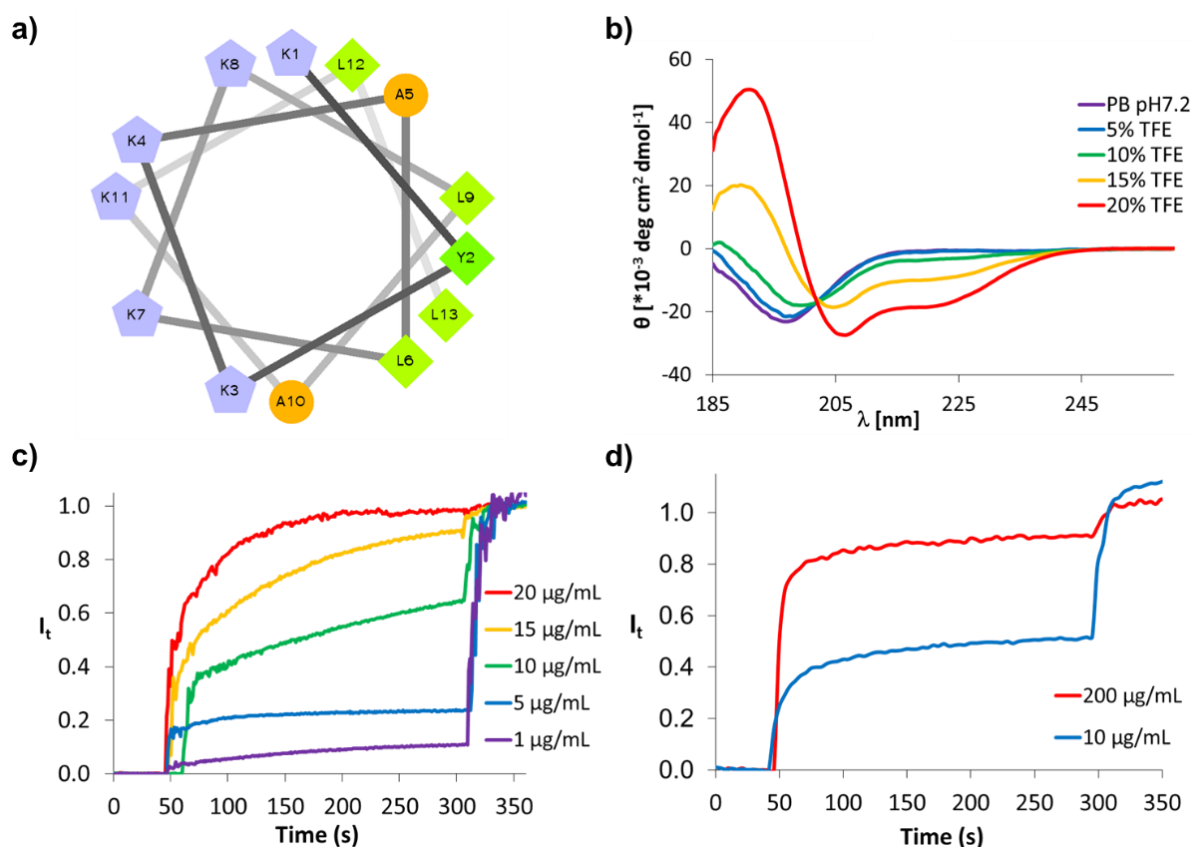 a)
K8
K1
L12
A5
K4
K11
L9
Y2
L13
K7
L6
K3
A10
b)
θ [*10⁻³ deg cm² dmol⁻¹]
60
40
20
0
-20
-40
185
205
225
245
λ [nm]
PB pH7.2
5% TFE
10% TFE
15% TFE
20% TFE
c)
Iₜ
1.0
0.8
0.6
0.4
0.2
0.0
0
50
100
150
200
250
300
350
Time (s)
20 µg/mL
15 µg/mL
10 µg/mL
5 µg/mL
1 µg/mL
d)
Iₜ
1.0
0.8
0.6
0.4
0.2
0.0
0
50
100
150
200
250
300
350
Time (s)
200 µg/mL
10 µg/mL